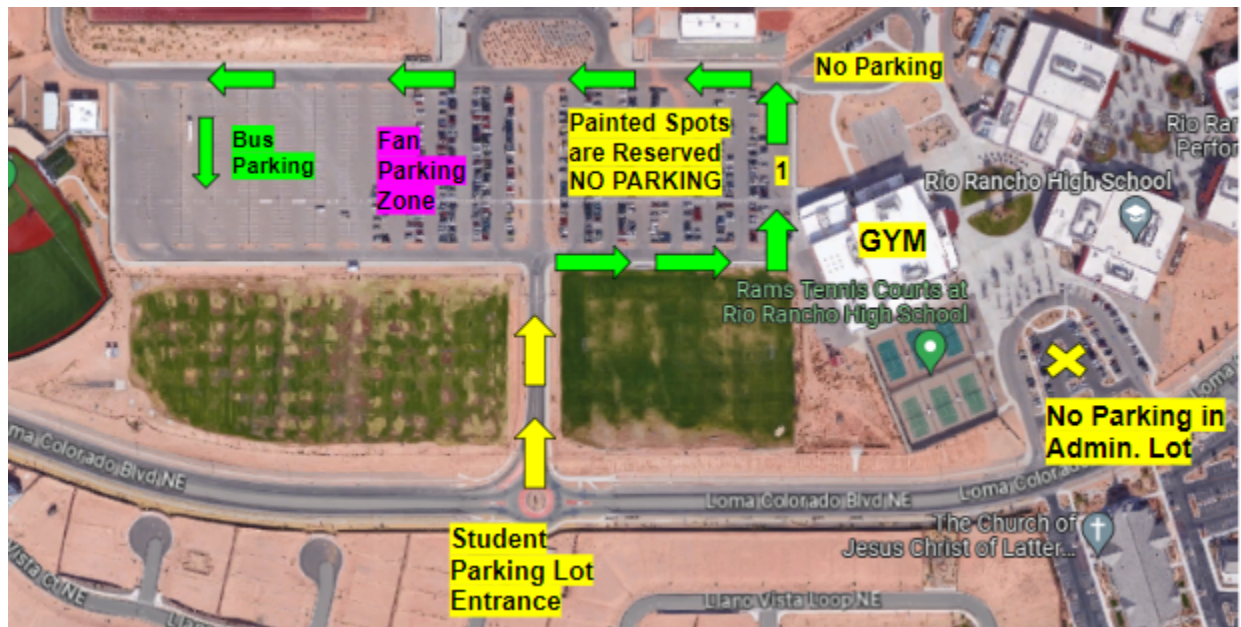 No Parking
Bus
Parking
Fan
Parking
Zone
Painted Spots
are Reserved
NO PARKING
1
Rio Rancho High School
GYM
Rams Tennis Courts at
Rio Rancho High School
No Parking in
Admin. Lot
Loma Colorado Blvd NE
Loma Colorado
The Church of
Jesus Christ of Latter...
Student
Parking Lot
Entrance
Llano Vista Loop NE